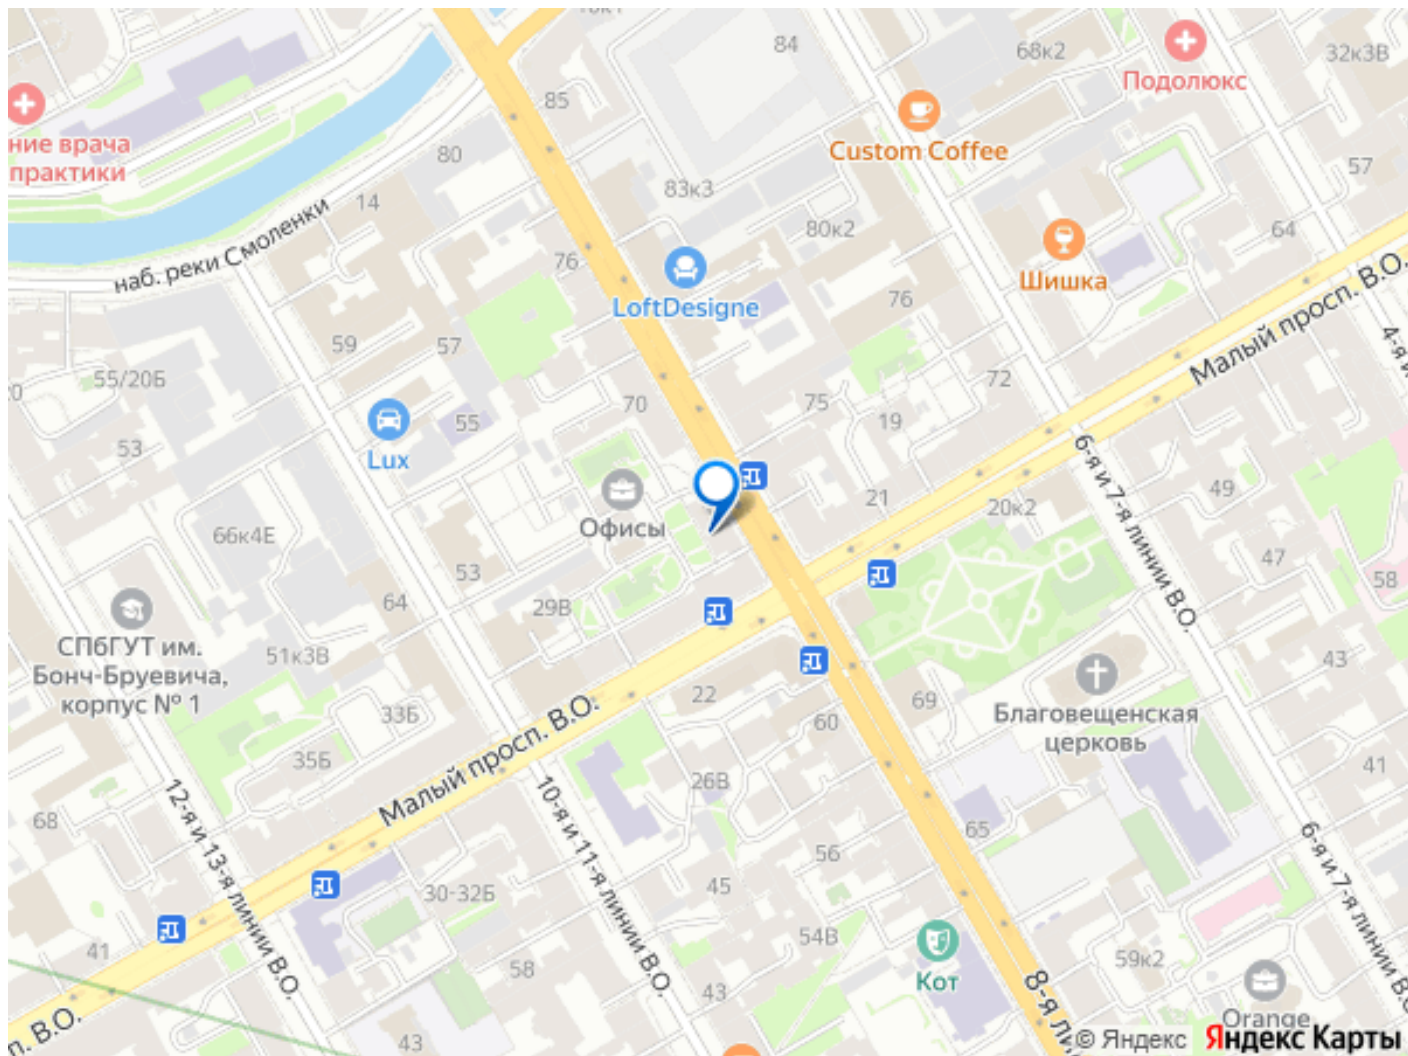 18к1
84
68к2
Подолюкс
32к3В
85
ние врача
практики
80
Custom Coffee
57
14
83к3
80к2
64
наб. реки Смоленки
76
LoftDesigne
Шишка
76
Малый просп. В.О.
59
57
4-я и
55/20Б
70
75
72
19
53
55
Lux
6-я и 7-я линии В.О.
49
Офисы
21
20к2
66к4Е
47
53
58
64
29В
СПбГУТ им.
Бонч-Бруевича,
корпус № 1
51к3В
43
22
69
Благовещенская
церковь
33Б
60
35Б
Малый просп. В.О.
26В
41
68
12-я и 13-я линии В.О.
10-я и 11-я линии В.О.
65
6-я и 7-я линии В.О.
56
30-32Б
45
54В
41
58
Кот
59к2
43
8-я ли
Orange
п. В.О.
43
© Яндекс Яндекс Карты